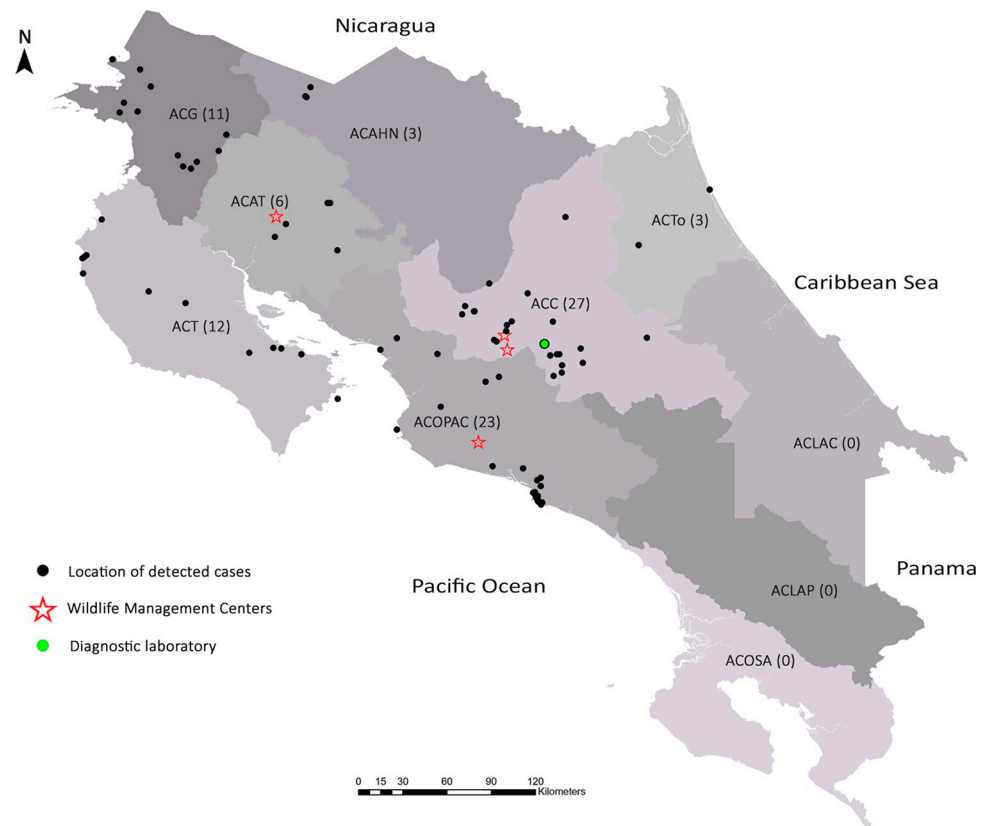 Nicaragua
N
ACG (11)
ACAHN (3)
ACAT (6)
ACTo (3)
Caribbean Sea
ACC (27)
ACT (12)
ACOPAC (23)
ACLAC (0)
Location of detected cases
Wildlife Management Centers
Diagnostic laboratory
Pacific Ocean
Panama
ACLAP (0)
ACOSA (0)
0 15 30 60 90 120
Kilometers